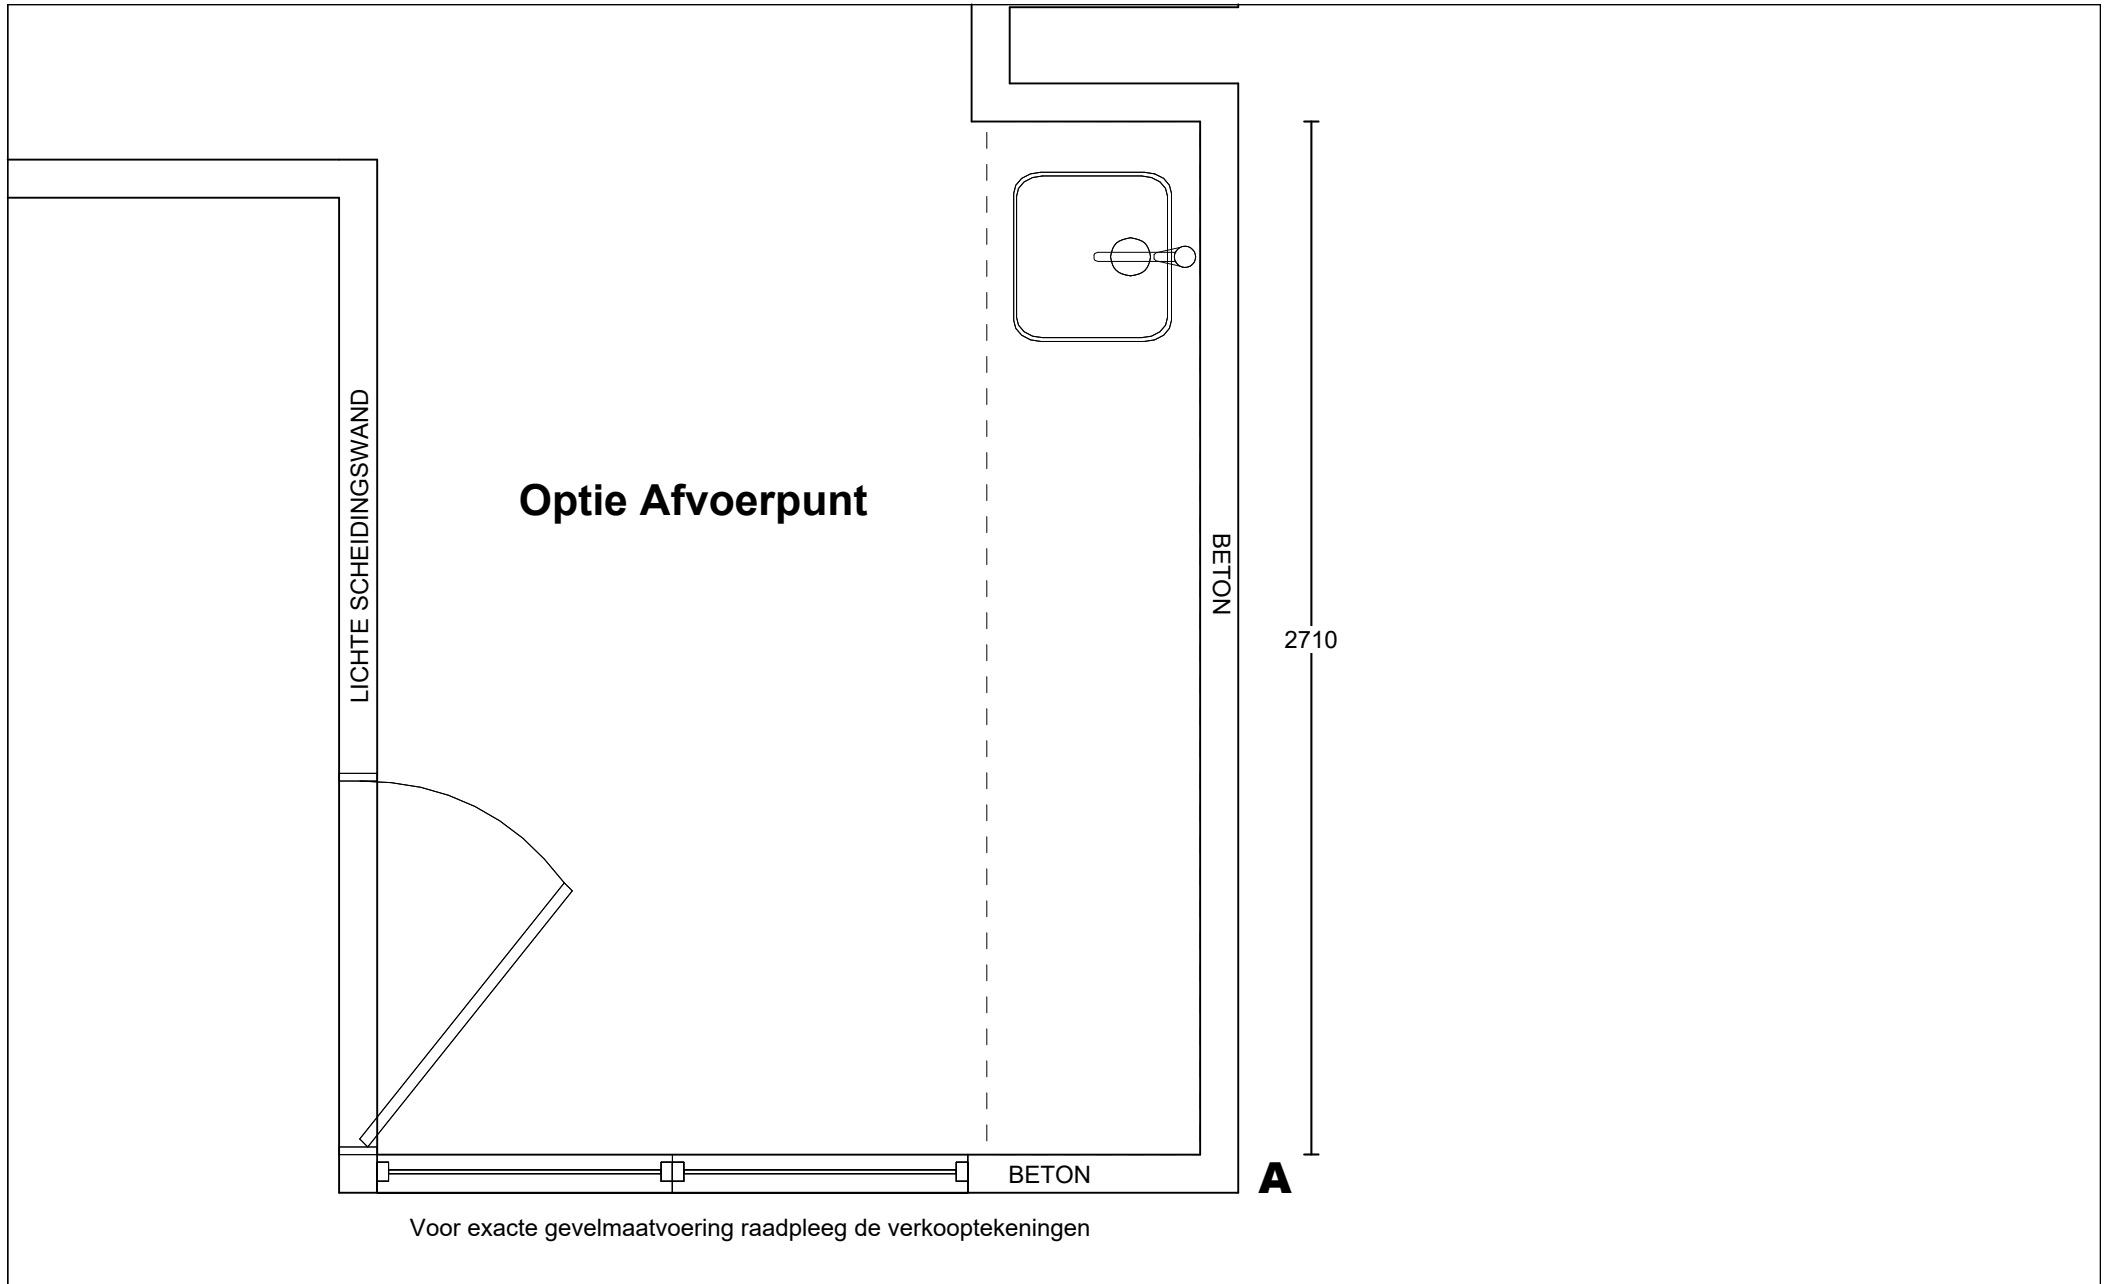 LICHTE SCHEIDINGSWAND
Optie Afvoerpunt
BETON
2710
BETON
A
Voor exacte gevelmaatvoering raadpleeg de verkooptekeningen